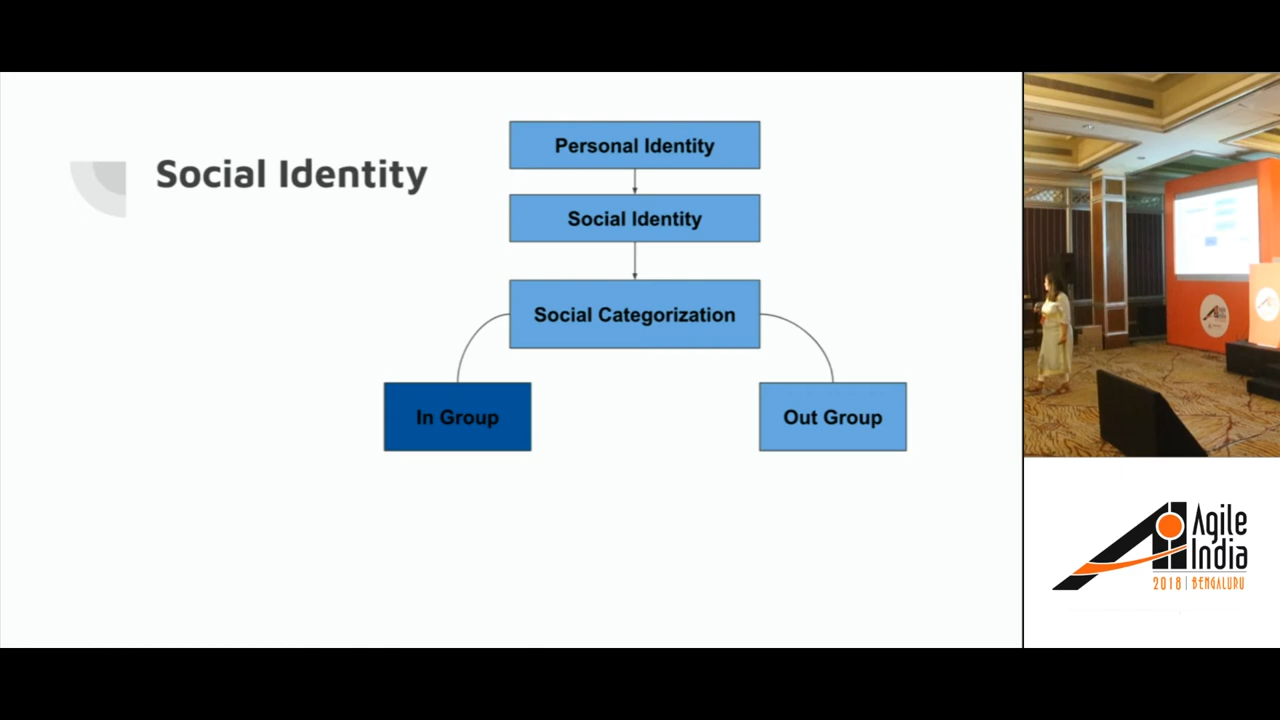 Social Identity
Personal Identity
Social Identity
Social Categorization
In Group
Out Group
Agile
India
2018 | BENGALURU